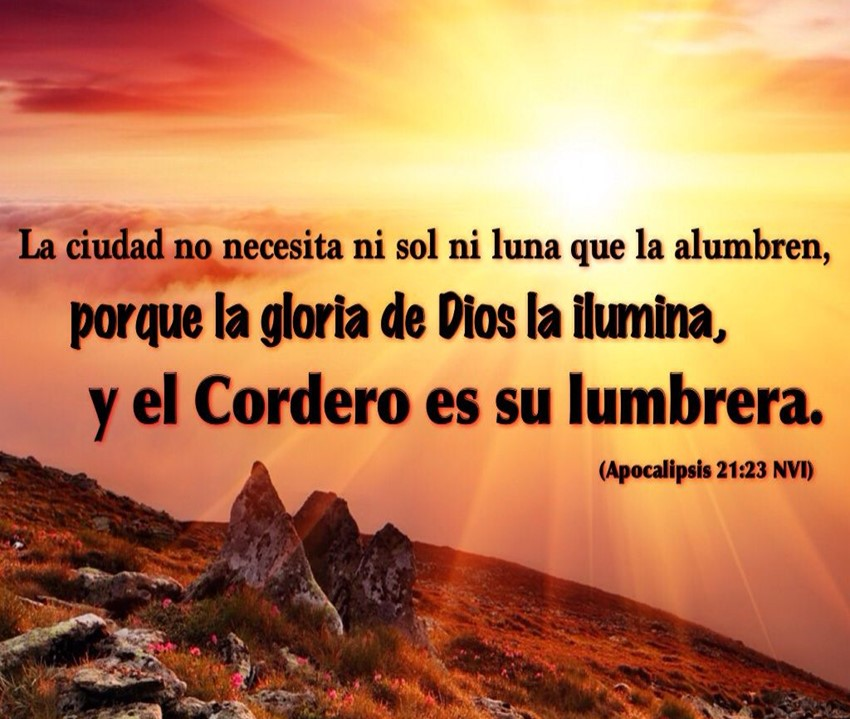 La ciudad no necesita ni sol ni luna que la alumbren,
porque la gloria de Dios la ilumina,
y el Cordero es su lumbrera.
(Apocalipsis 21:23 NVI)